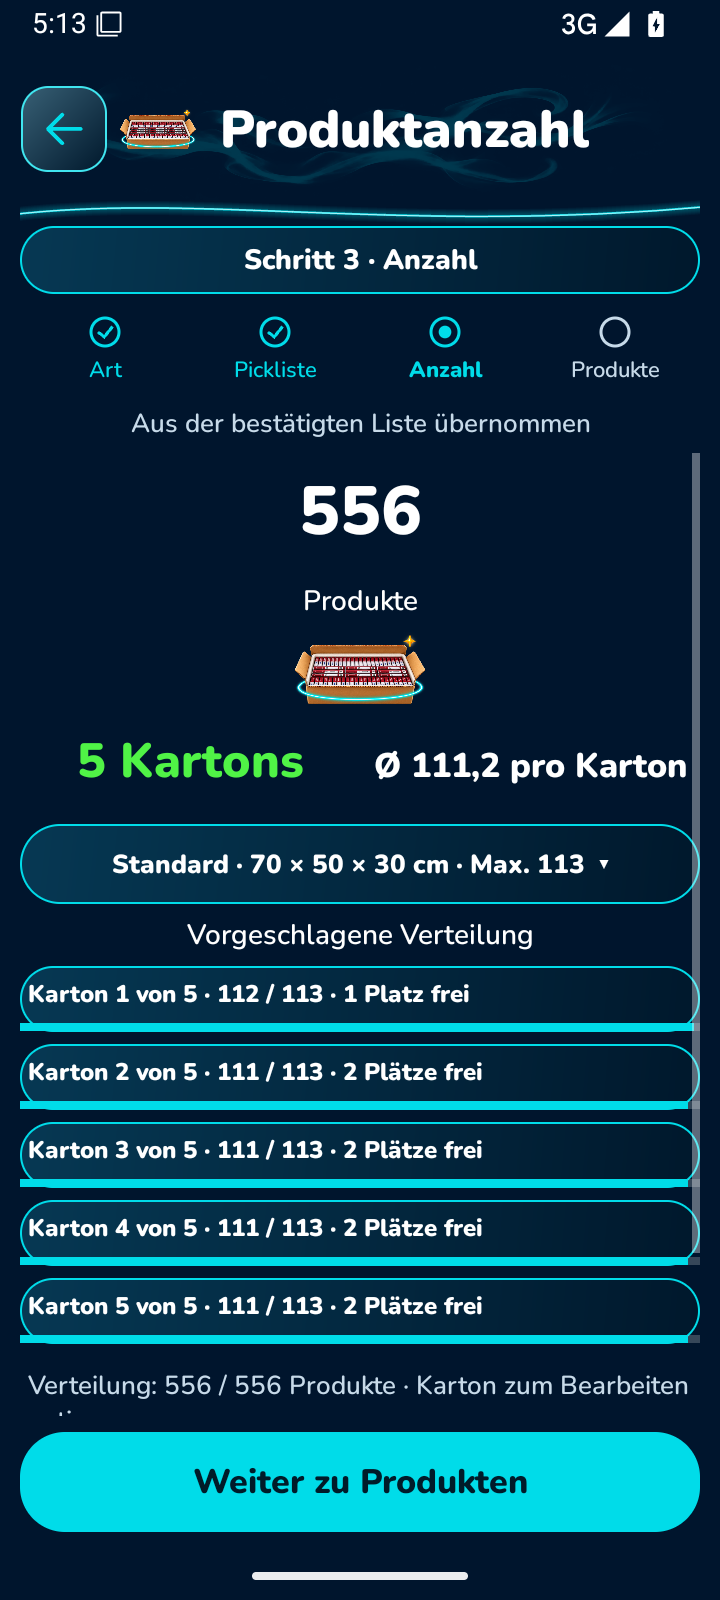 5:13
3G
Produktanzahl
Schritt 3 · Anzahl
Art
Pickliste
Anzahl
Produkte
Aus der bestätigten Liste übernommen
556
Produkte
5 Kartons
Ø 111,2 pro Karton
Standard · 70 × 50 × 30 cm · Max. 113 ▼
Vorgeschlagene Verteilung
Karton 1 von 5 · 112 / 113 · 1 Platz frei
Karton 2 von 5 · 111 / 113 · 2 Plätze frei
Karton 3 von 5 · 111 / 113 · 2 Plätze frei
Karton 4 von 5 · 111 / 113 · 2 Plätze frei
Karton 5 von 5 · 111 / 113 · 2 Plätze frei
Verteilung: 556 / 556 Produkte · Karton zum Bearbeiten
Weiter zu Produkten